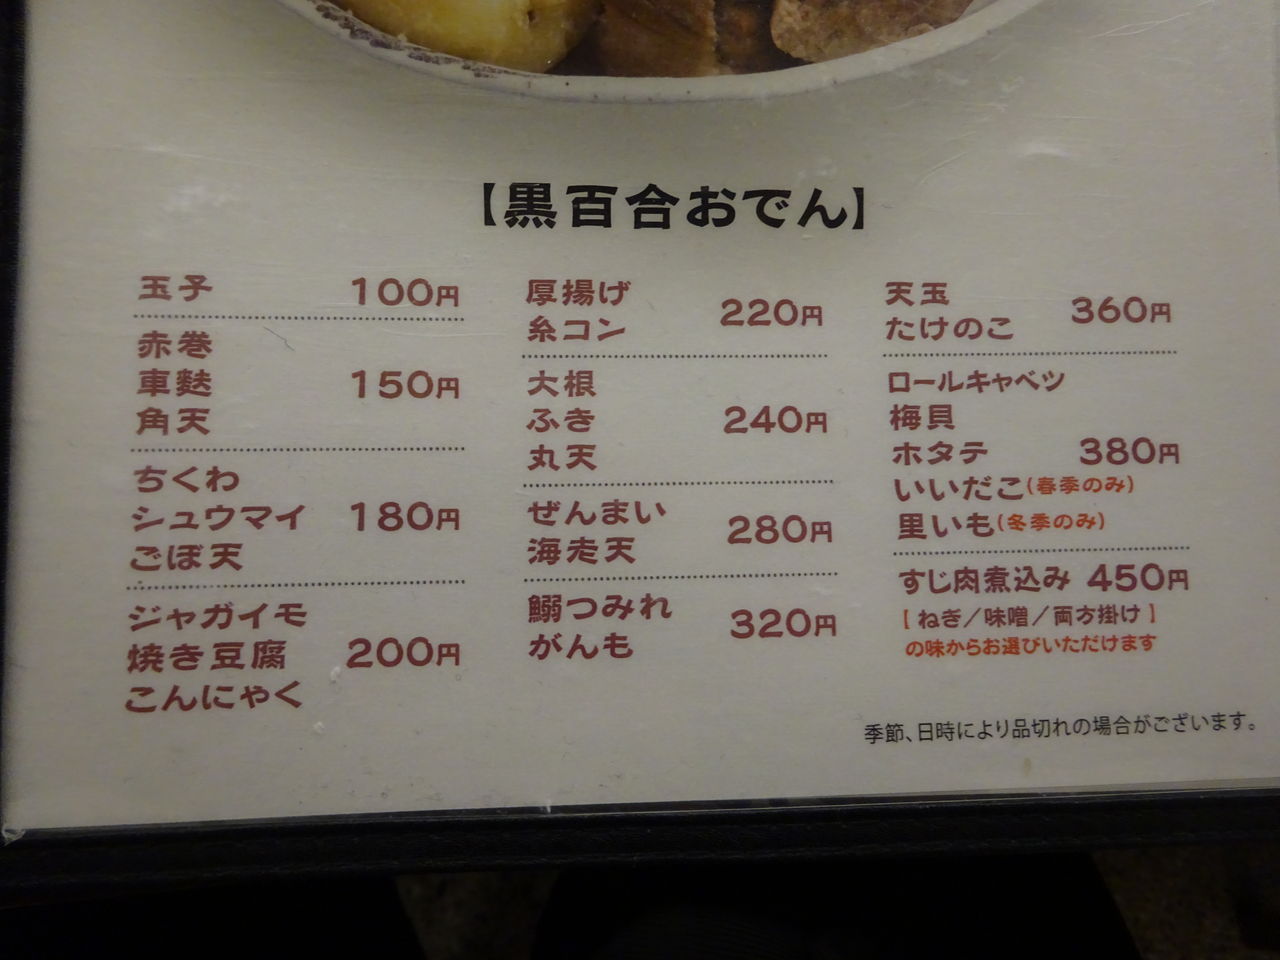 【黒百合おでん】
玉子 100円
赤巻
車麩 150円
角天
ちくわ
シュウマイ 180円
ごぼ天
ジャガイモ
焼き豆腐 200円
こんにゃく
厚揚げ 220円
糸コン
大根
ふき 240円
丸天
ぜんまい 280円
海老天
鰯つみれ 320円
がんも
天玉 360円
たけのこ
ロールキャベツ
梅貝
ホタテ 380円
いいだこ(春季のみ)
里いも(冬季のみ)
すじ肉煮込み 450円
[ ねぎ／味噌／両方掛け ]
の味からお選びいただけます
季節、日時により品切れの場合がございます。